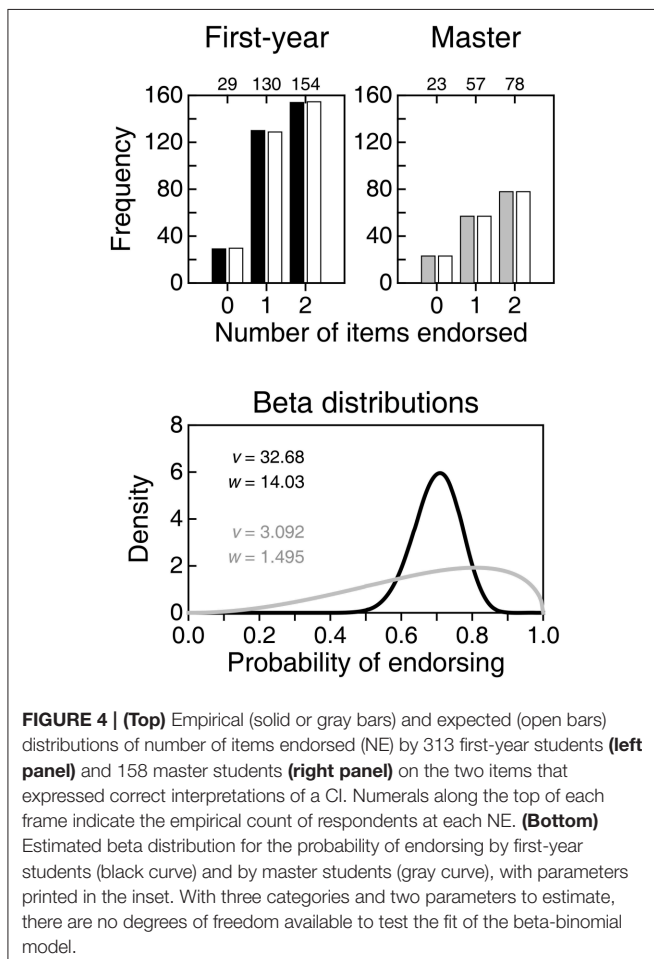 First-year Master
29 130 154 23 57 78
160 160
120 120
80 80
40 40
0 0
Frequency
0 1 2 0 1 2
Number of items endorsed
Beta distributions
8
6
4
2
0
Density
v = 32.68
w = 14.03
v = 3.092
w = 1.495
0.0 0.2 0.4 0.6 0.8 1.0
Probability of endorsing
FIGURE 4 | (Top) Empirical (solid or gray bars) and expected (open bars)
distributions of number of items endorsed (NE) by 313 first-year students (left
panel) and 158 master students (right panel) on the two items that
expressed correct interpretations of a CI. Numerals along the top of each
frame indicate the empirical count of respondents at each NE. (Bottom)
Estimated beta distribution for the probability of endorsing by first-year
students (black curve) and by master students (gray curve), with parameters
printed in the inset. With three categories and two parameters to estimate,
there are no degrees of freedom available to test the fit of the beta-binomial
model.